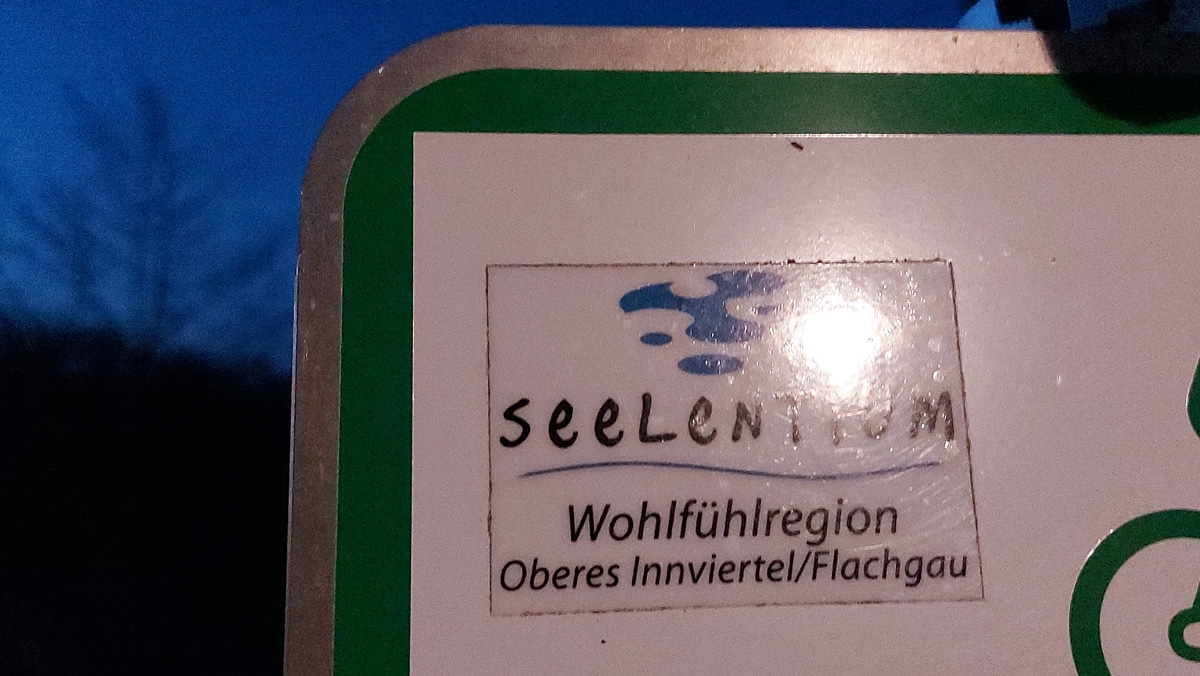 seeLenTIUM
Wohlfühlregion
Oberes Innviertel/Flachgau